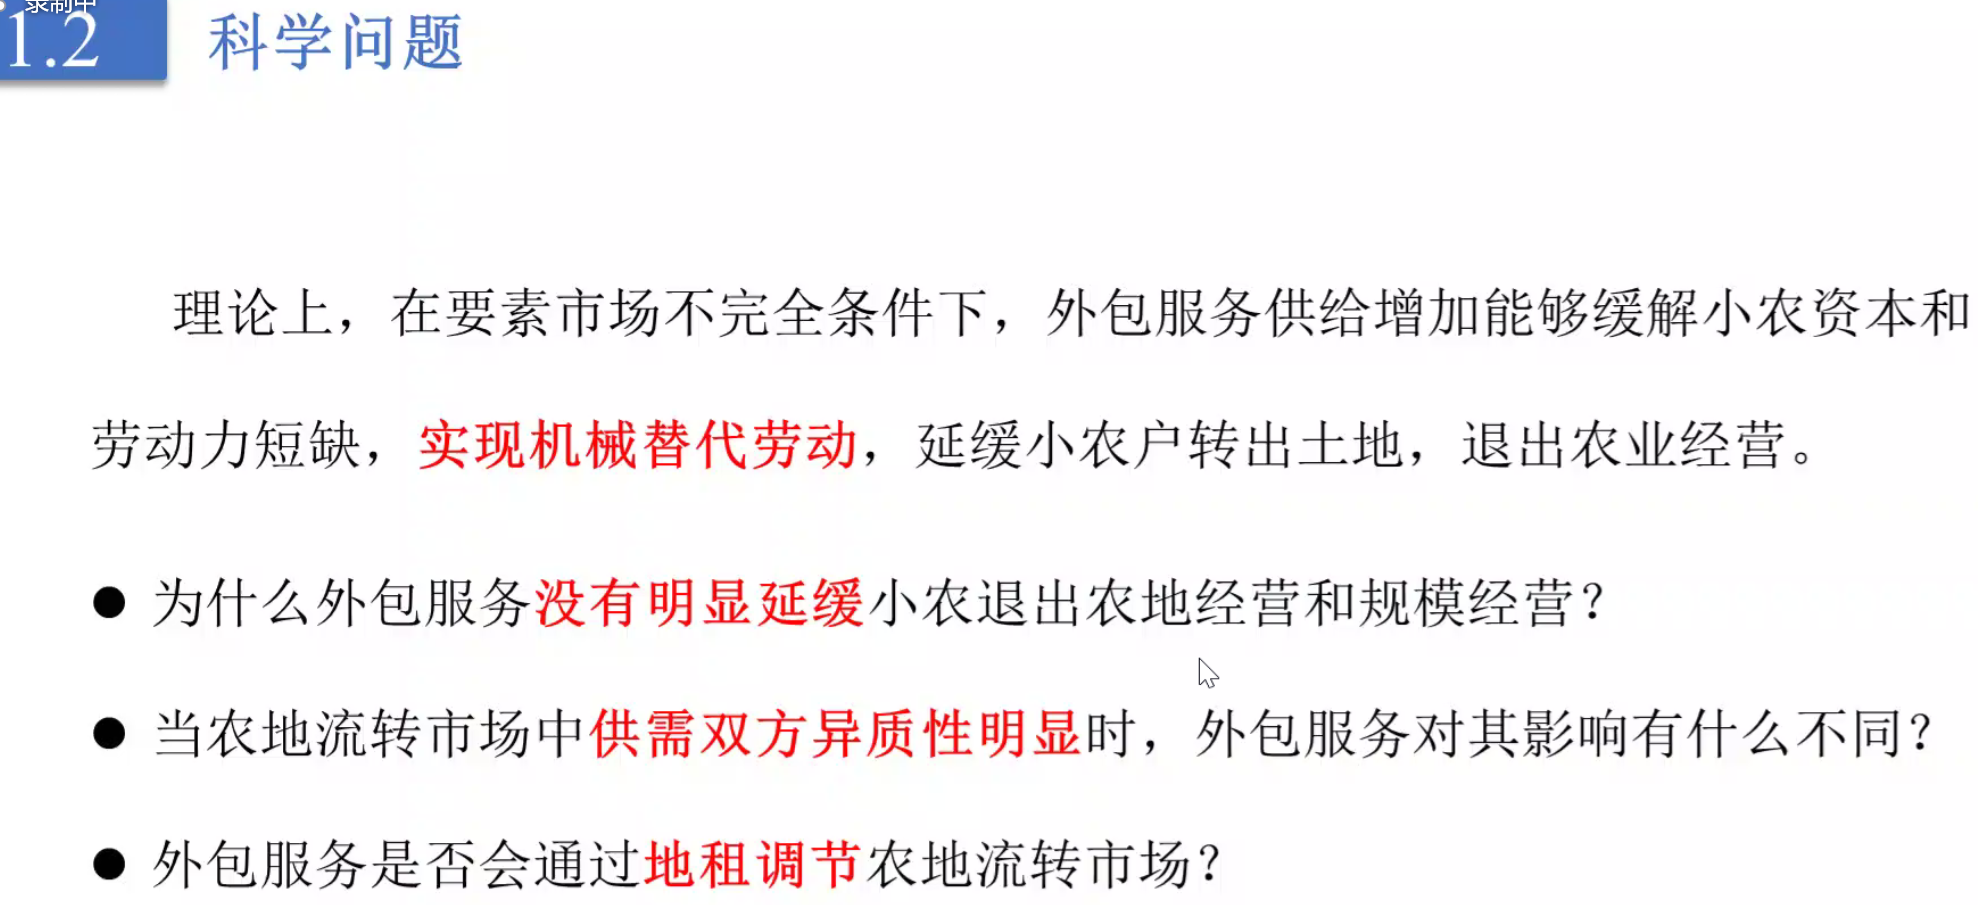 录制中
1.2 科学问题
理论上，在要素市场不完全条件下，外包服务供给增加能够缓解小农资本和
劳动力短缺，实现机械替代劳动，延缓小农户转出土地，退出农业经营。
● 为什么外包服务没有明显延缓小农退出农地经营和规模经营？
● 当农地流转市场中供需双方异质性明显时，外包服务对其影响有什么不同？
● 外包服务是否会通过地租调节农地流转市场？